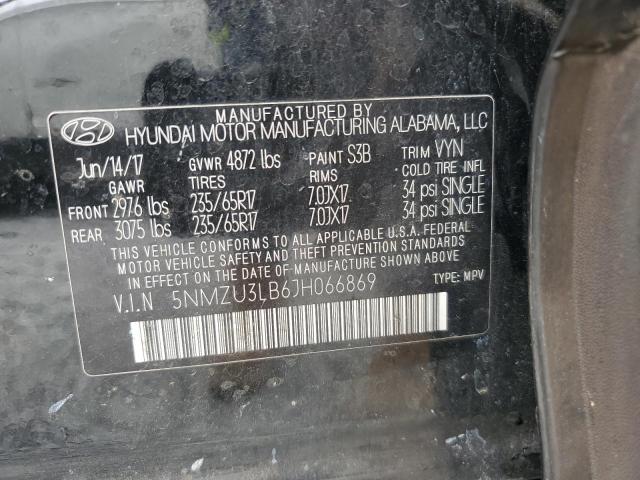 MANUFACTURED BY
HYUNDAI MOTOR MANUFACTURING ALABAMA, LLC
Jun/14/17 GVWR 4872 lbs PAINT S3B TRIM VYN
GAWR TIRES RIMS COLD TIRE INFL
FRONT 2976 lbs 235/65R17 7.0JX17 34 psi SINGLE
REAR 3075 lbs 235/65R17 7.0JX17 34 psi SINGLE
THIS VEHICLE CONFORMS TO ALL APPLICABLE U.S.A. FEDERAL
MOTOR VEHICLE SAFETY AND THEFT PREVENTION STANDARDS
IN EFFECT ON THE DATE OF MANUFACTURE SHOWN ABOVE.
V.I.N 5NMZU3LB6JH066869 TYPE: MPV